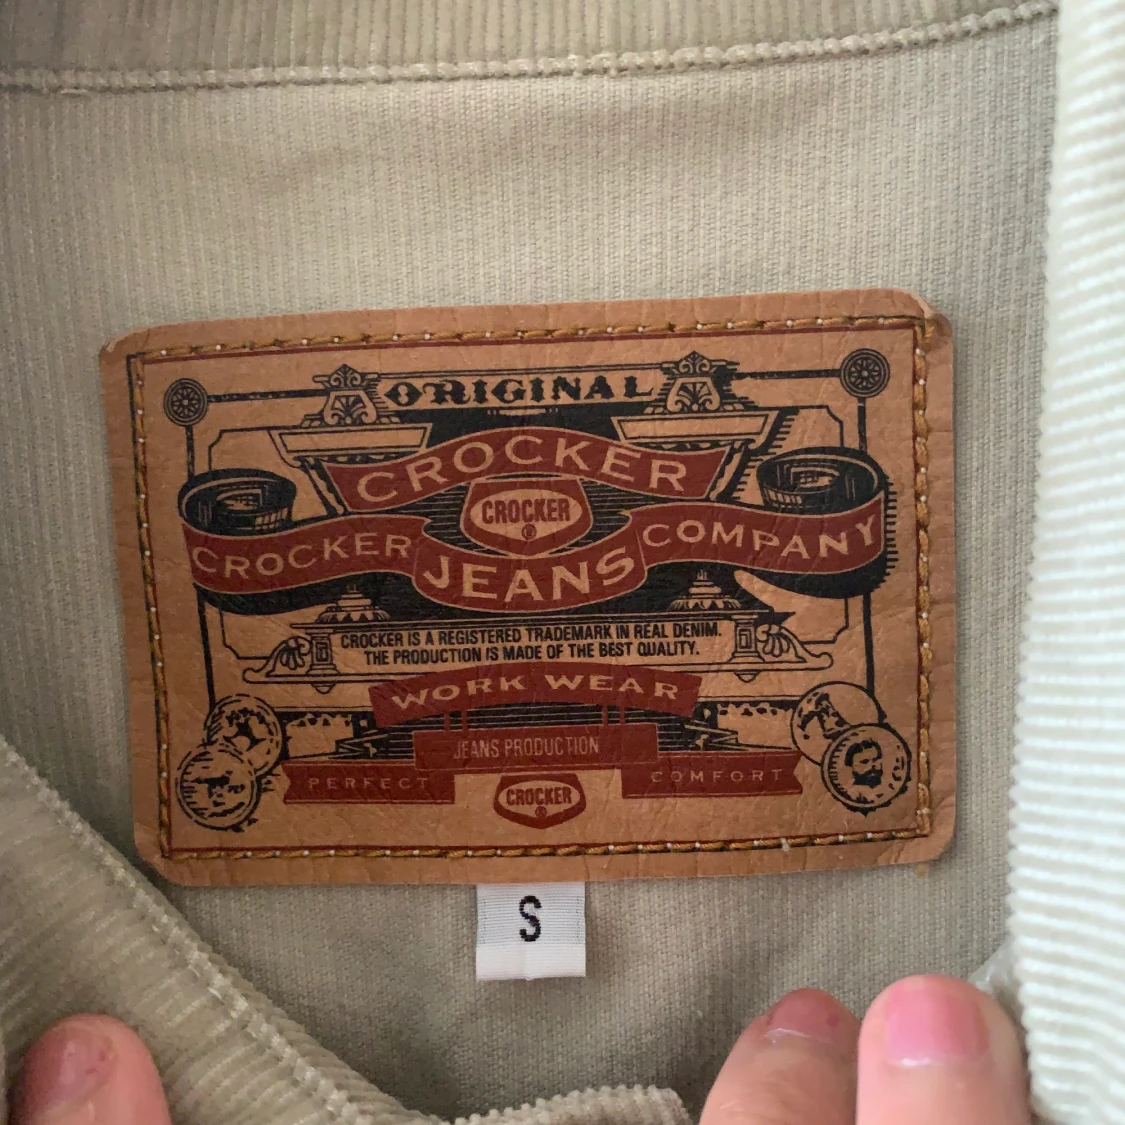 ORIGINAL
CROCKER
CROCKER ®
CROCKER JEANS COMPANY
CROCKER IS A REGISTERED TRADEMARK IN REAL DENIM.
THE PRODUCTION IS MADE OF THE BEST QUALITY.
WORK WEAR
JEANS PRODUCTION
PERFECT COMFORT
CROCKER ®
S